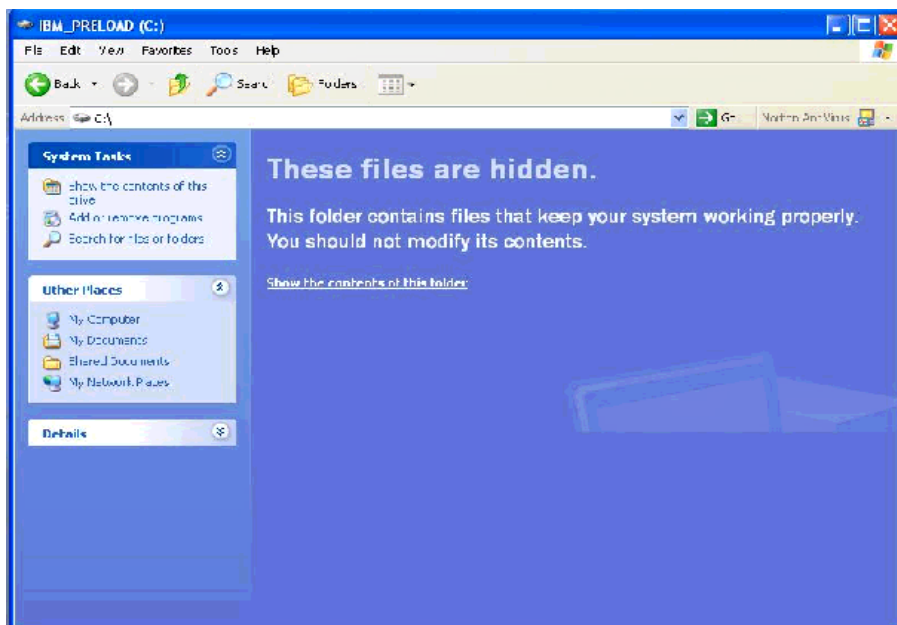 IBM_PRELOAD (C:)
File Edit View Favorites Tools Help
Back Search Folders
Address C:\ Go Norton AntiVirus
System Tasks
Show the contents of this
drive
Add or remove programs
Search for files or folders
Other Places
My Computer
My Documents
Shared Documents
My Network Places
Details
These files are hidden.
This folder contains files that keep your system working properly.
You should not modify its contents.
Show the contents of this folder